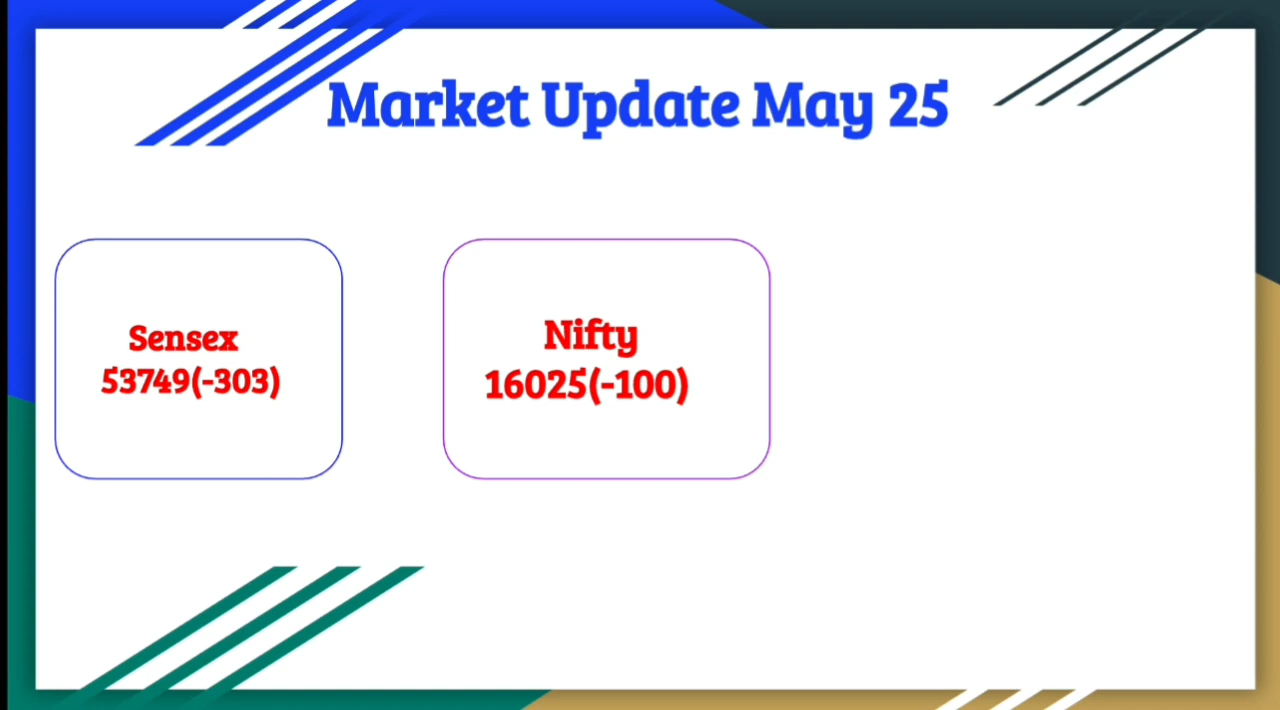 Market Update May 25
Sensex
53749(-303)
Nifty
16025(-100)